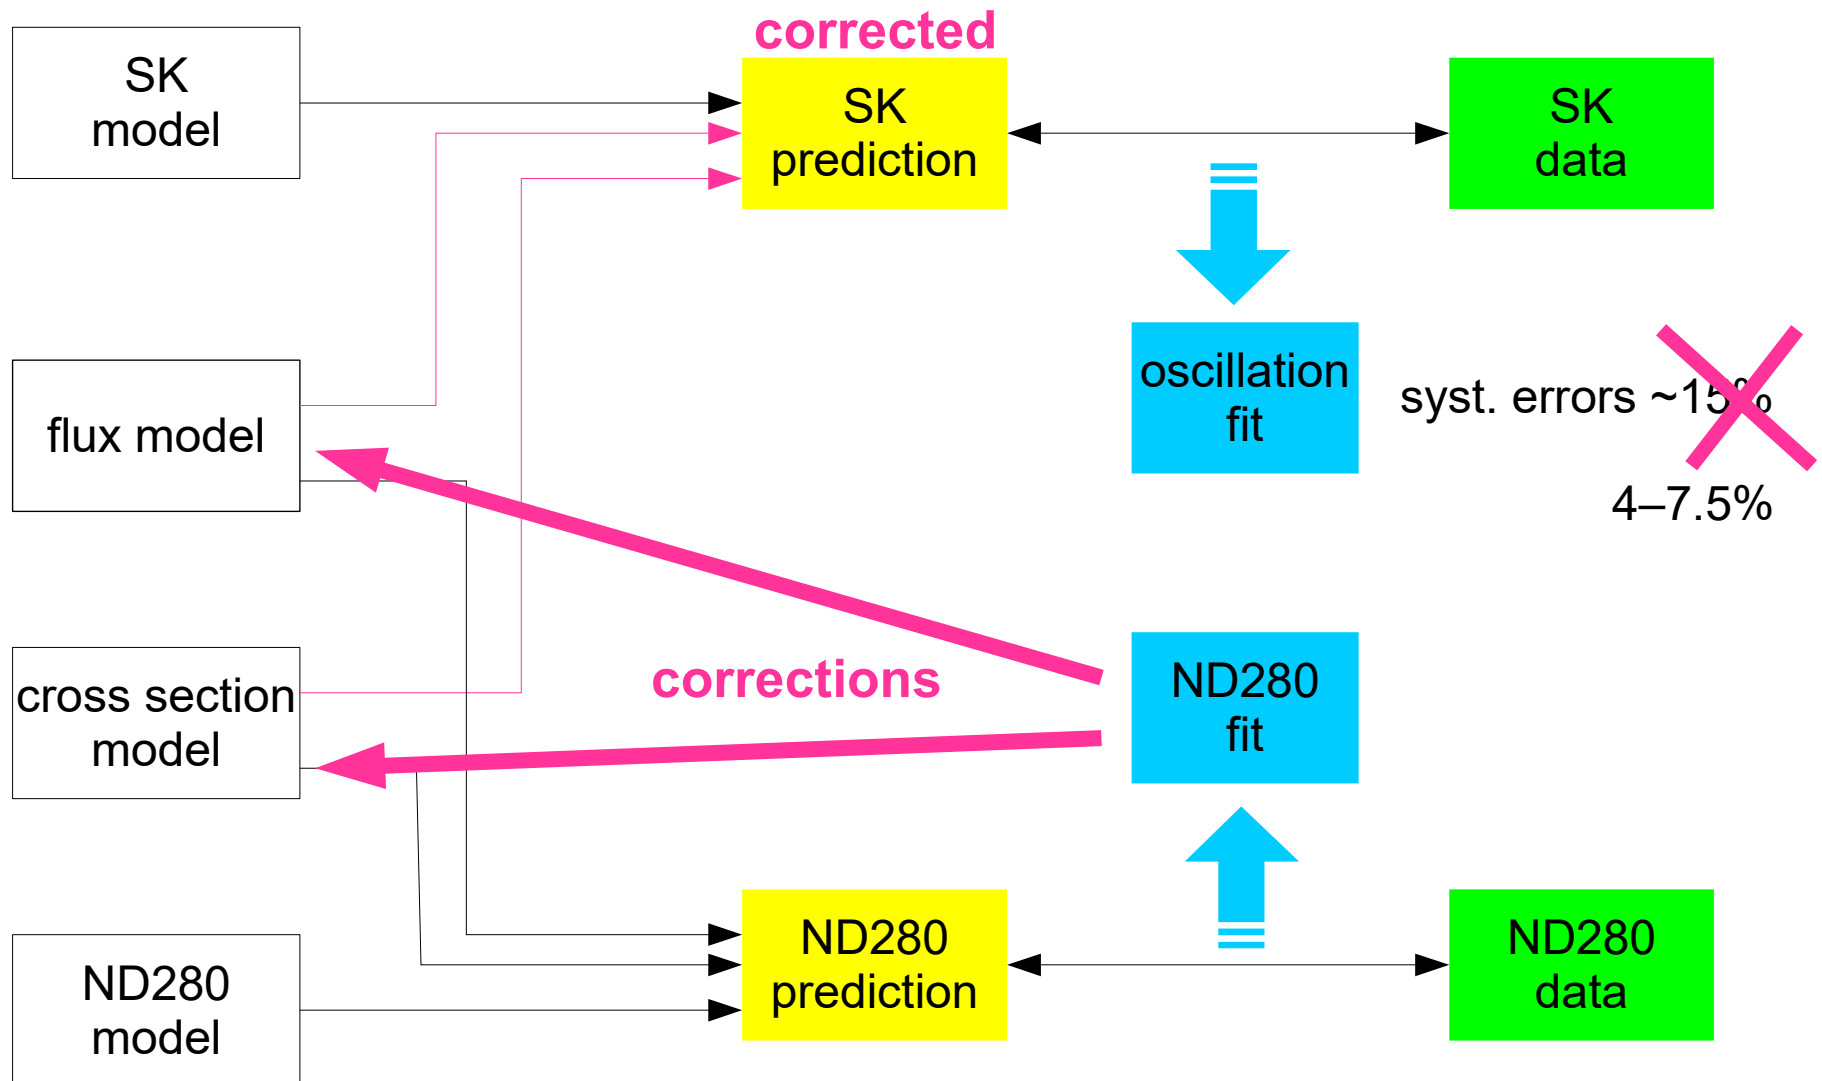 corrected
SK
model
SK
prediction
SK
data
flux model
oscillation
fit
syst. errors ~15%
4–7.5%
cross section
model
corrections
ND280
fit
ND280
model
ND280
prediction
ND280
data